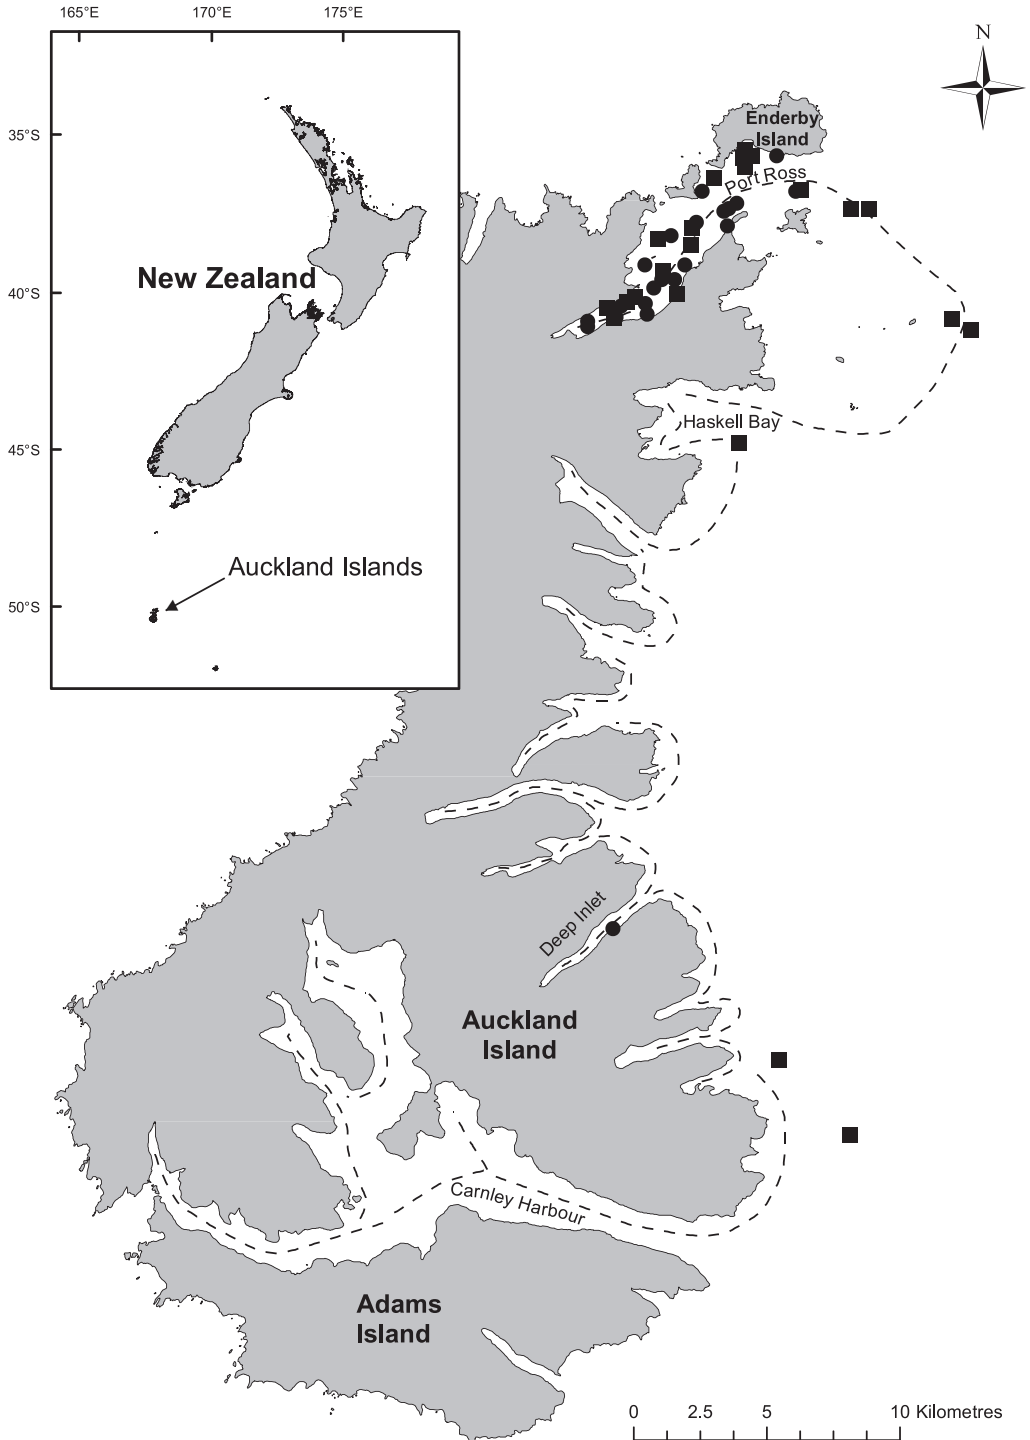 165°E 170°E 175°E
N
35°S
Enderby
Island
Port Ross
New Zealand
40°S
Haskell Bay
45°S
Auckland Islands
50°S
Deep Inlet
Auckland
Island
Carnley Harbour
Adams
Island
0 2.5 5 10 Kilometres